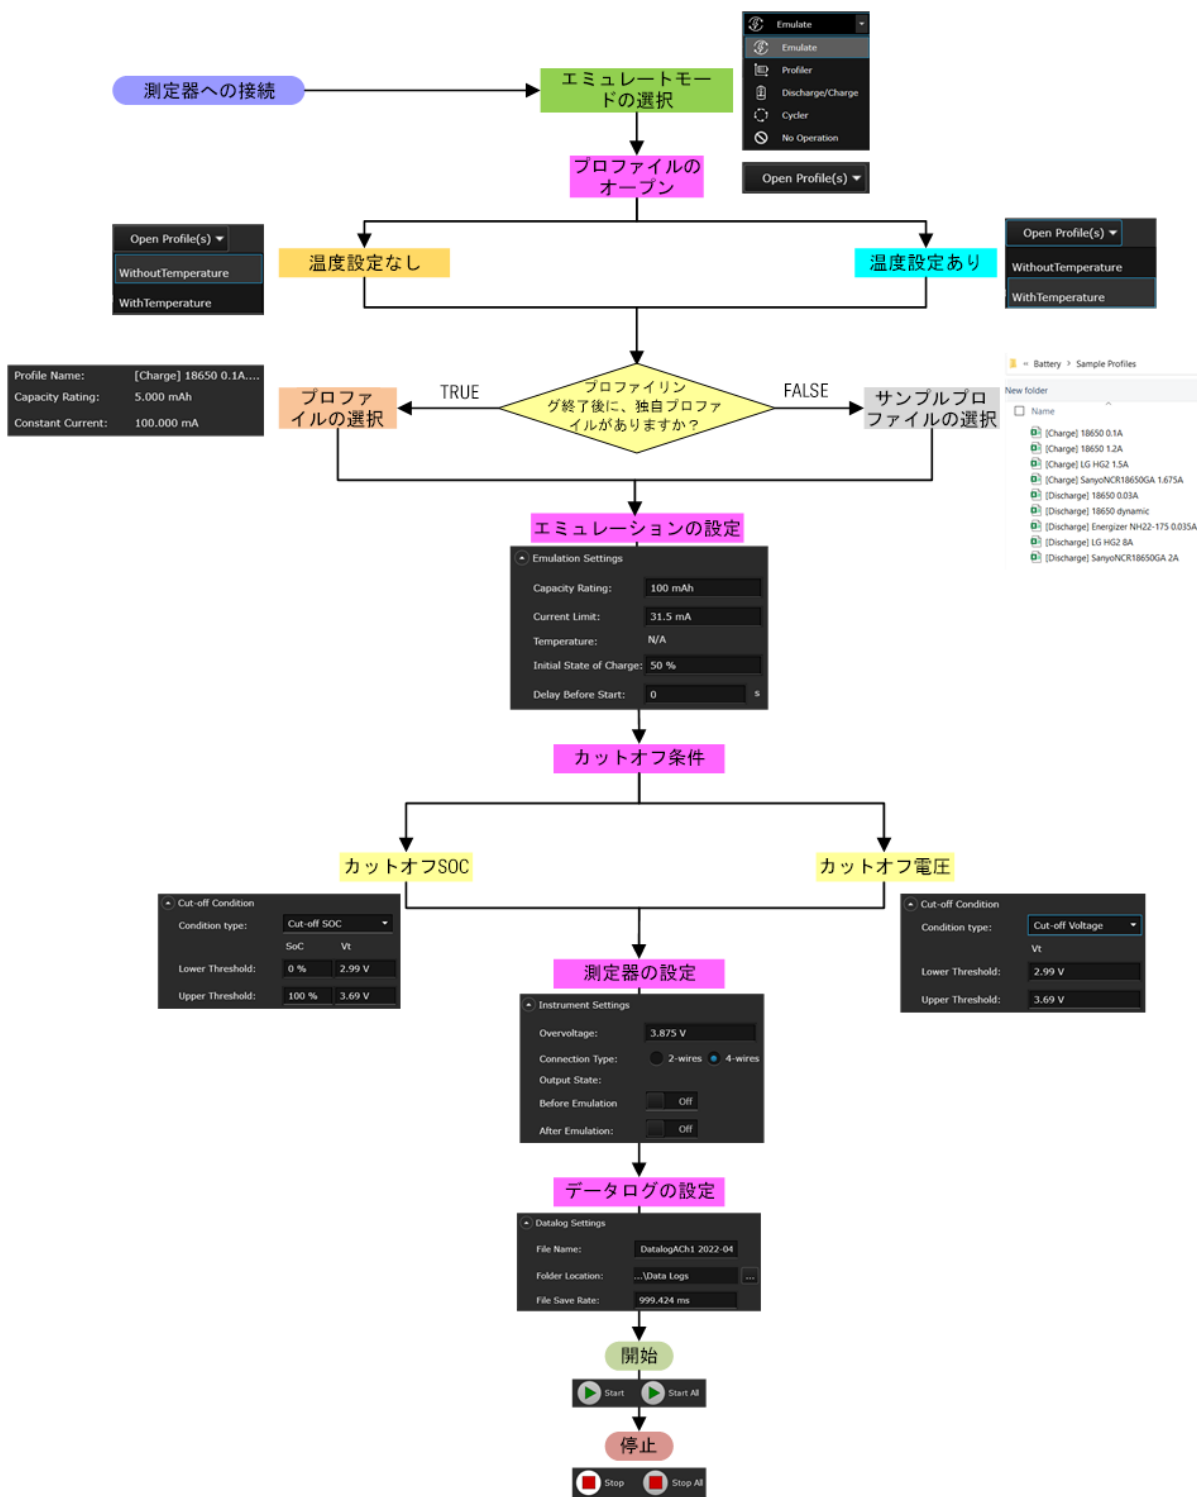 Emulate
Emulate
Profiler
Discharge/Charge
Cycler
No Operation
測定器への接続
エミュレートモー
ドの選択
プロファイルの
オープン
Open Profile(s)
Open Profile(s)
WithoutTemperature
WithTemperature
温度設定なし
温度設定あり
Open Profile(s)
WithoutTemperature
WithTemperature
Profile Name: [Charge] 18650 0.1A....
Capacity Rating: 5.000 mAh
Constant Current: 100.000 mA
プロファ
イルの選択
TRUE
プロファイリン
グ終了後に、独自プロファ
イルがありますか？
FALSE
サンプルプロ
ファイルの選択
« Battery > Sample Profiles
New folder
Name
[Charge] 18650 0.1A
[Charge] 18650 1.2A
[Charge] LG HG2 1.5A
[Charge] SanyoNCR18650GA 1.675A
[Discharge] 18650 0.03A
[Discharge] 18650 dynamic
[Discharge] Energizer NH22-175 0.035A
[Discharge] LG HG2 8A
[Discharge] SanyoNCR18650GA 2A
エミュレーションの設定
Emulation Settings
Capacity Rating: 100 mAh
Current Limit: 31.5 mA
Temperature: N/A
Initial State of Charge: 50 %
Delay Before Start: 0 s
カットオフ条件
カットオフSOC
カットオフ電圧
Cut-off Condition
Condition type: Cut-off SOC
SoC Vt
Lower Threshold: 0 % 2.99 V
Upper Threshold: 100 % 3.69 V
Cut-off Condition
Condition type: Cut-off Voltage
Vt
Lower Threshold: 2.99 V
Upper Threshold: 3.69 V
測定器の設定
Instrument Settings
Overvoltage: 3.875 V
Connection Type: 2-wires 4-wires
Output State:
Before Emulation Off
After Emulation: Off
データログの設定
Datalog Settings
File Name: DatalogACh1 2022-04
Folder Location: ...\Data Logs ...
File Save Rate: 999.424 ms
開始
Start Start All
停止
Stop Stop All